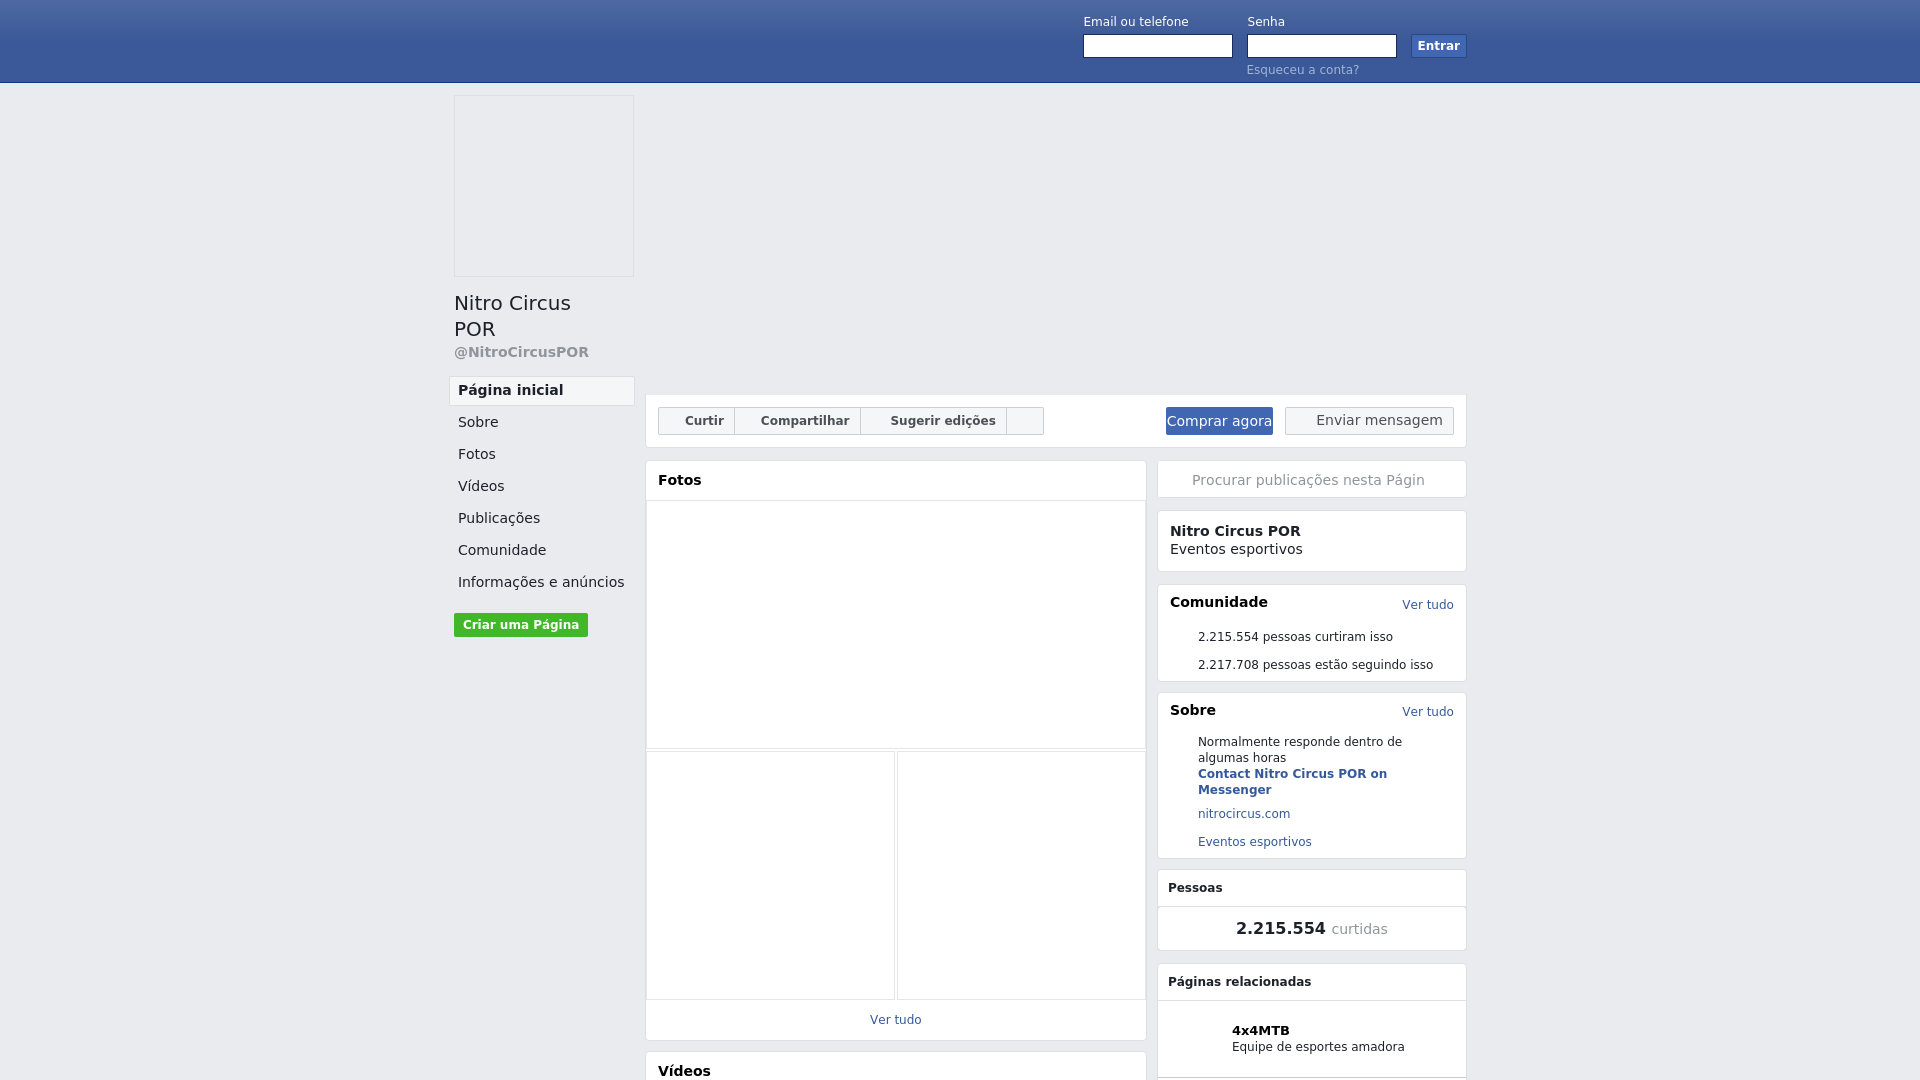 Email ou telefone
Senha
Entrar
Esqueceu a conta?
Nitro Circus
POR
@NitroCircusPOR
Página inicial
Sobre
Fotos
Vídeos
Publicações
Comunidade
Informações e anúncios
Criar uma Página
Curtir
Compartilhar
Sugerir edições
Comprar agora
Enviar mensagem
Fotos
Ver tudo
Vídeos
Procurar publicações nesta Págin
Nitro Circus POR
Eventos esportivos
Comunidade
Ver tudo
2.215.554 pessoas curtiram isso
2.217.708 pessoas estão seguindo isso
Sobre
Ver tudo
Normalmente responde dentro de
algumas horas
Contact Nitro Circus POR on
Messenger
nitrocircus.com
Eventos esportivos
Pessoas
2.215.554 curtidas
Páginas relacionadas
4x4MTB
Equipe de esportes amadora